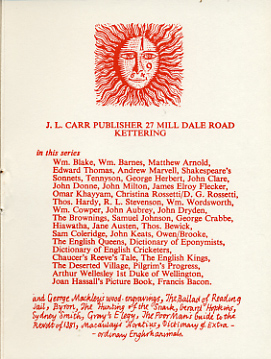 J. L. CARR PUBLISHER 27 MILL DALE ROAD
KETTERING
in this series
Wm. Blake, Wm. Barnes, Matthew Arnold,
Edward Thomas, Andrew Marvell, Shakespeare's
Sonnets, Tennyson, George Herbert, John Clare,
John Donne, John Milton, James Elroy Flecker,
Omar Khayyam, Christina Rossetti/D. G. Rossetti,
Thos. Hardy, R. L. Stevenson, Wm. Wordsworth,
Wm. Cowper, John Aubrey, John Dryden,
The Brownings, Samuel Johnson, George Crabbe,
Hiawatha, Jane Austen, Thos. Bewick,
Sam Coleridge, John Keats, Owen/Brooke,
The English Queens, Dictionary of Eponymists,
Dictionary of English Cricketers,
Chaucer's Reeve's Tale, The English Kings,
The Deserted Village, Pilgrim's Progress,
Arthur Wellesley 1st Duke of Wellington,
Joan Hassall's Picture Book, Francis Bacon.
and George Mackley's wood-engravings, The Ballad of Reading
Jail, Byron, The Hunting of the Snark, Gerard Hopkins,
Sydney Smith, Gray's Elegy, The Poor Man's Guide to the
Revolt of 1381, Macaulay's Horatius, Dictionary of Extra-
-ordinary English